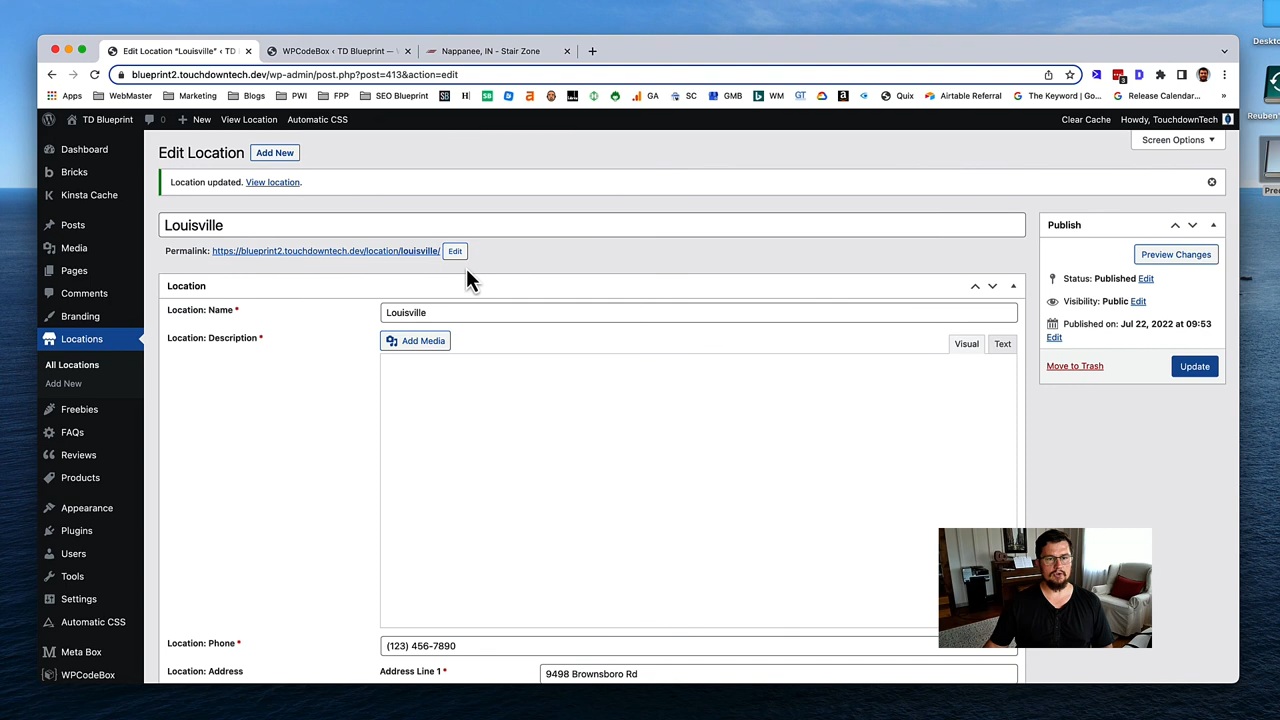 Desktop
Edit Location "Louisville" ‹ TD
WPCodeBox ‹ TD Blueprint —
Nappanee, IN - Stair Zone
blueprint2.touchdowntech.dev/wp-admin/post.php?post=413&action=edit
Apps
WebMaster
Marketing
Blogs
PWI
FPP
SEO Blueprint
GA
SC
GMB
WM
GT
Quix
Airtable Referral
The Keyword | Go...
Release Calendar...
»
Reuben'
TD Blueprint
0
New
View Location
Automatic CSS
Clear Cache
Howdy, TouchdownTech
Screen Options
Dashboard
Bricks
Kinsta Cache
Posts
Media
Pages
Comments
Branding
Locations
All Locations
Add New
Freebies
FAQs
Reviews
Products
Appearance
Plugins
Users
Tools
Settings
Automatic CSS
Meta Box
WPCodeBox
Edit Location
Add New
Location updated. View location.
Louisville
Permalink: https://blueprint2.touchdowntech.dev/location/louisville/ Edit
Location
Location: Name *
Louisville
Location: Description *
Add Media
Visual
Text
Location: Phone *
(123) 456-7890
Location: Address
Address Line 1 *
9498 Brownsboro Rd
Publish
Preview Changes
Status: Published Edit
Visibility: Public Edit
Published on: Jul 22, 2022 at 09:53
Edit
Move to Trash
Update